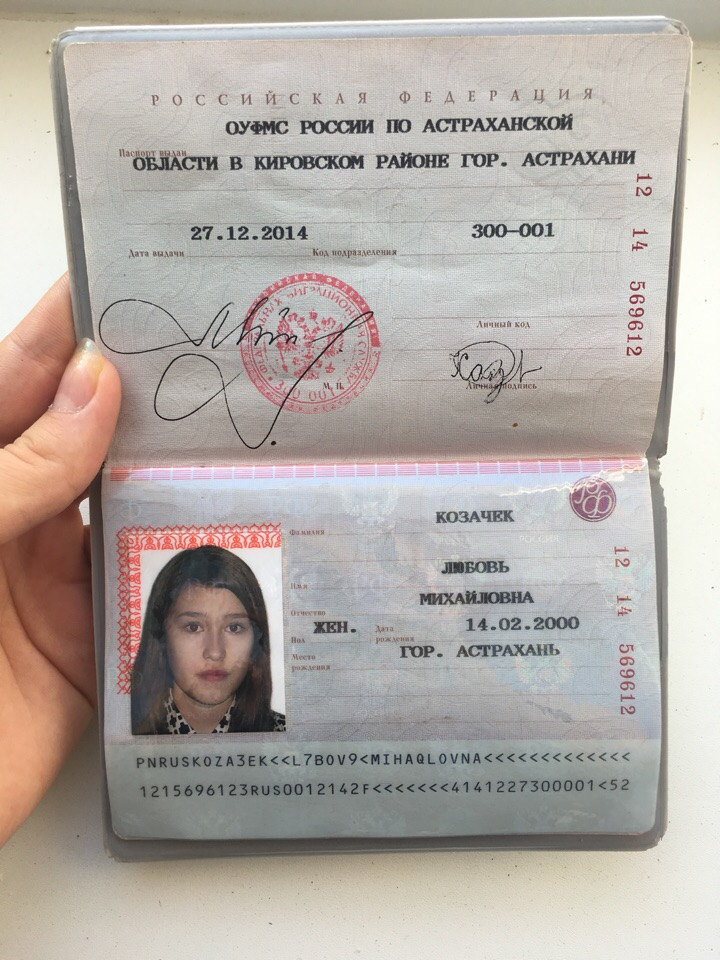 РОССИЙСКАЯ ФЕДЕРАЦИЯ
ОУФМС РОССИИ ПО АСТРАХАНСКОЙ
Паспорт выдан
ОБЛАСТИ В КИРОВСКОМ РАЙОНЕ ГОР. АСТРАХАНИ
12 14 569612
27.12.2014 300-001
Дата выдачи Код подразделения
Личный код
М. П.
300 001
Личная подпись
КОЗАЧЕК
Фамилия
ЛЮБОВЬ
Имя
МИХАЙЛОВНА
Отчество
ЖЕН. 14.02.2000
Пол Дата рождения
ГОР. АСТРАХАНЬ
Место рождения
12 14 569612
PNRUSKOZA3EK<<L7BOV9<MIHAQLOVNA<<<<<<<<<<<<<
1215696123RUS0012142F<<<<<<<4141227300001<52